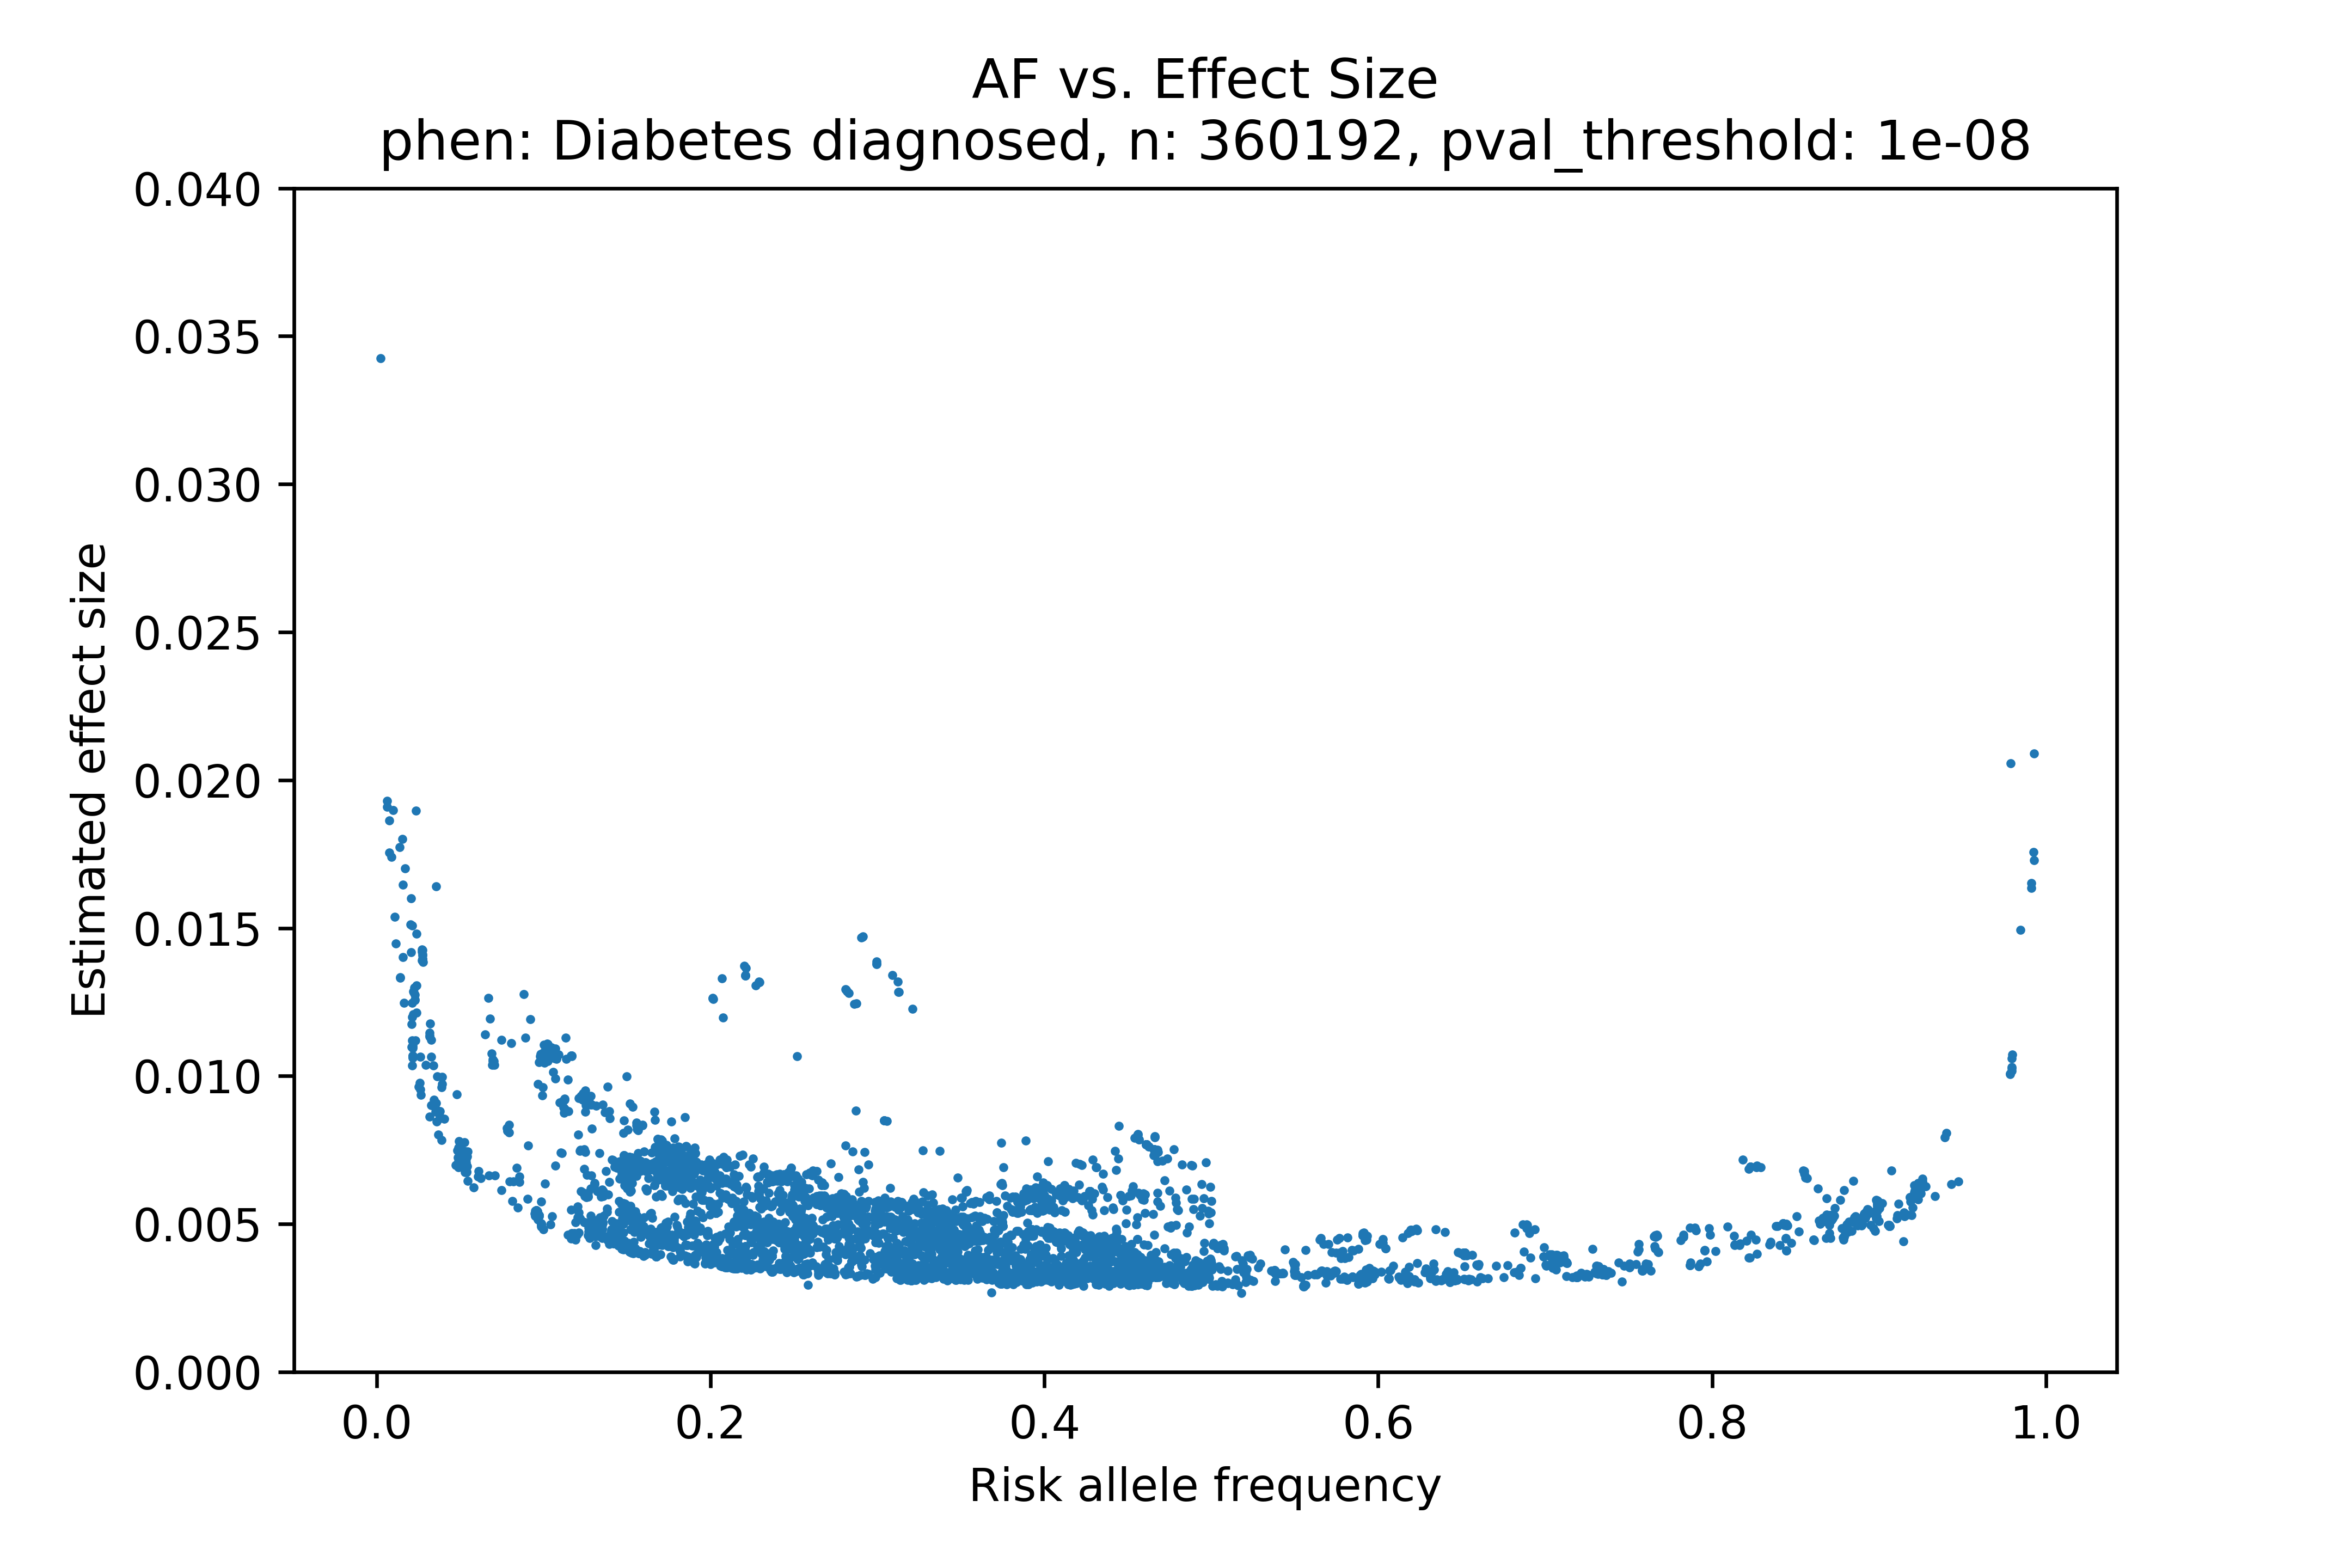 AF vs. Effect Size
phen: Diabetes diagnosed, n: 360192, pval_threshold: 1e-08
0.040
0.035
0.030
0.025
0.020
0.015
0.010
0.005
0.000
Estimated effect size
0.0 0.2 0.4 0.6 0.8 1.0
Risk allele frequency